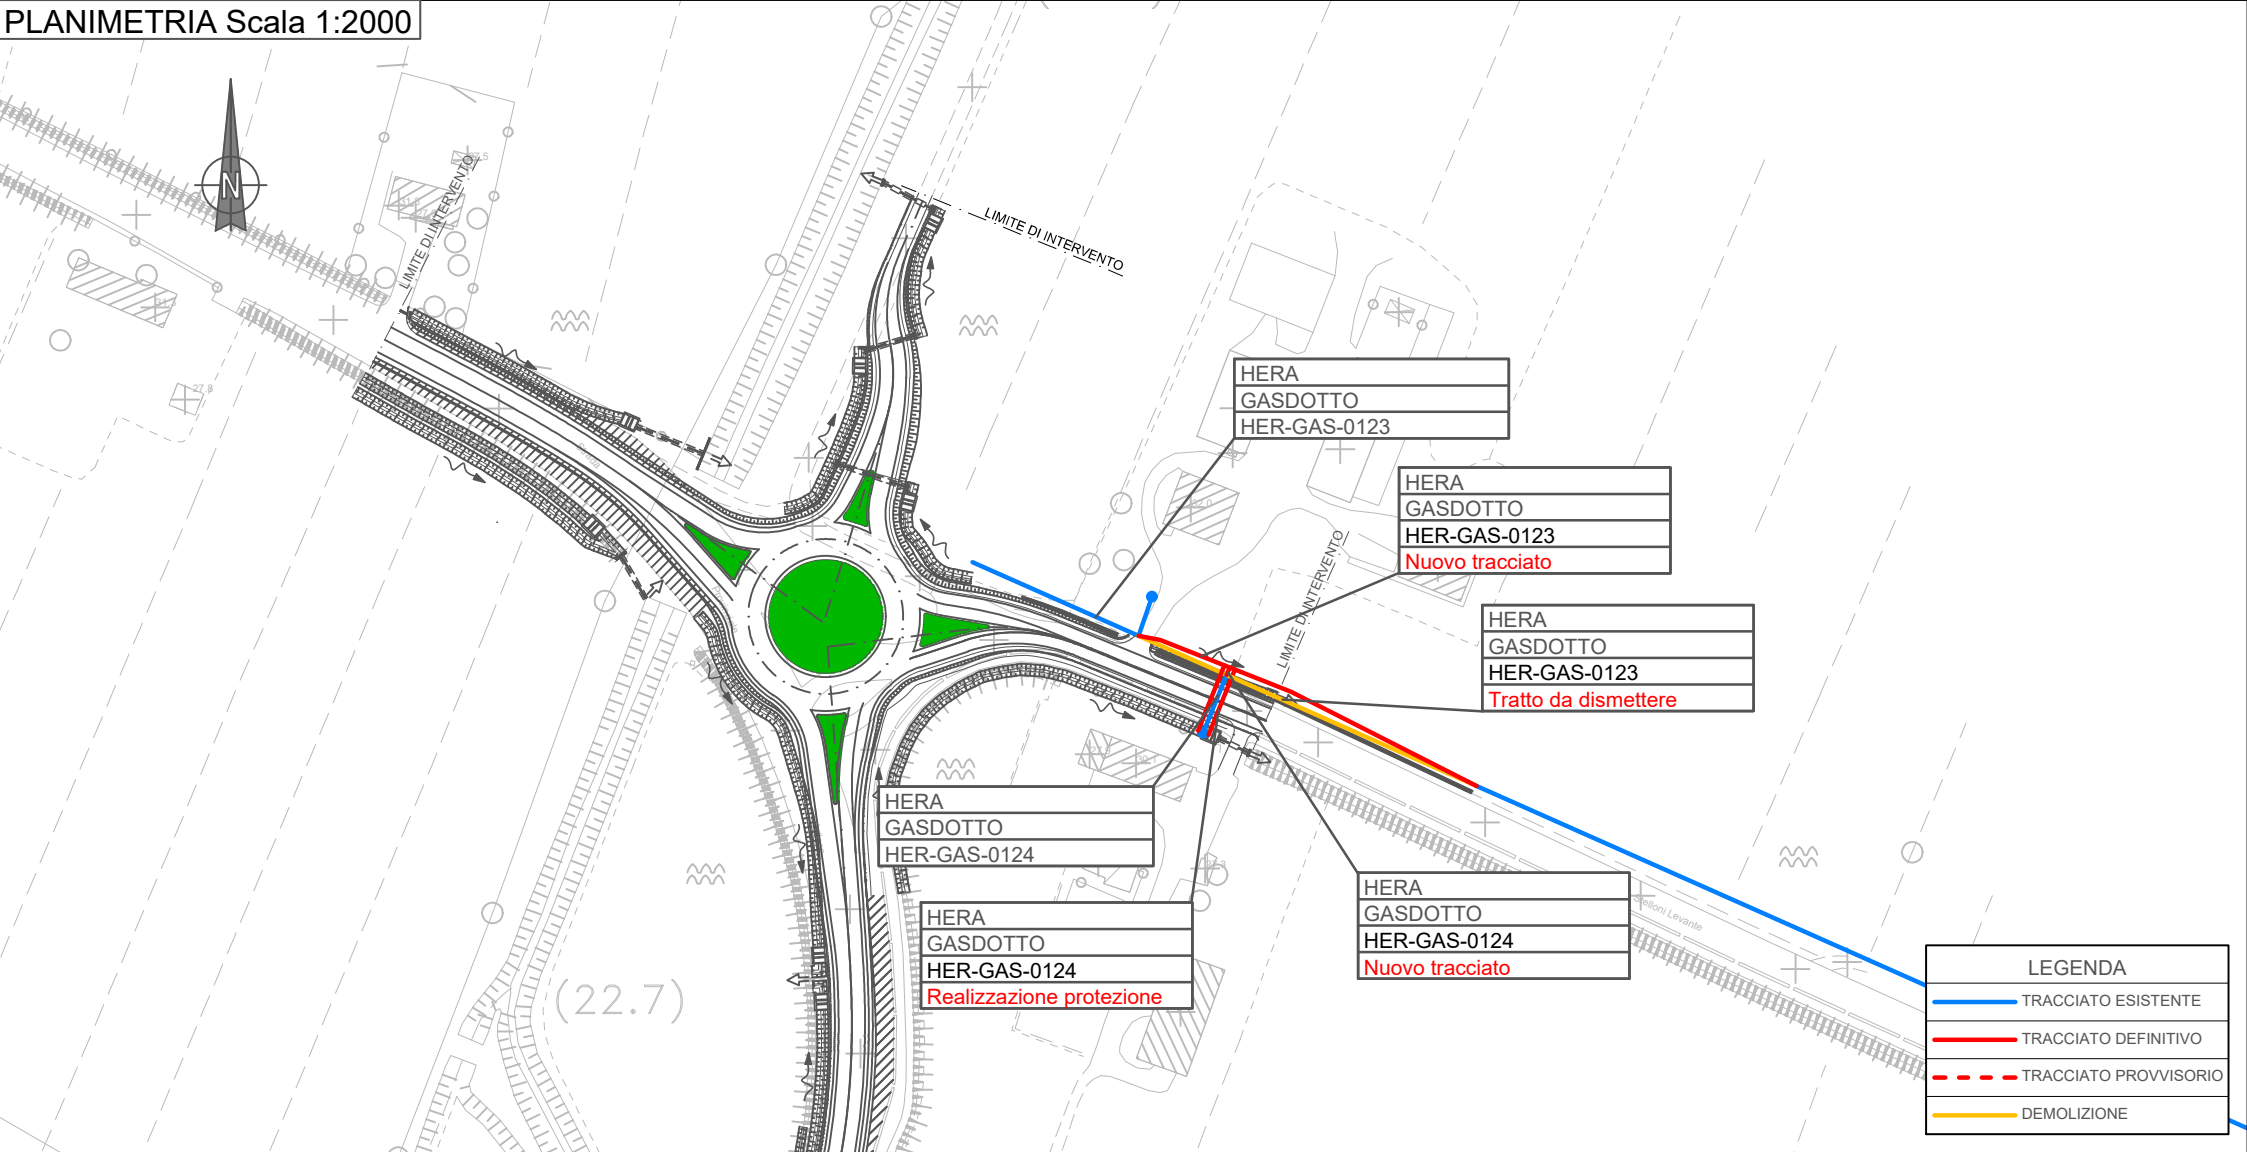 PLANIMETRIA Scala 1:2000
N
LIMITE DI INTERVENTO
LIMITE DI INTERVENTO
HERA
GASDOTTO
HER-GAS-0123
HERA
GASDOTTO
HER-GAS-0123
Nuovo tracciato
LIMITE DI INTERVENTO
HERA
GASDOTTO
HER-GAS-0123
Tratto da dismettere
HERA
GASDOTTO
HER-GAS-0124
HERA
GASDOTTO
HER-GAS-0124
Realizzazione protezione
HERA
GASDOTTO
HER-GAS-0124
Nuovo tracciato
Stelloni Levante
(22.7)
LEGENDA
TRACCIATO ESISTENTE
TRACCIATO DEFINITIVO
TRACCIATO PROVVISORIO
DEMOLIZIONE